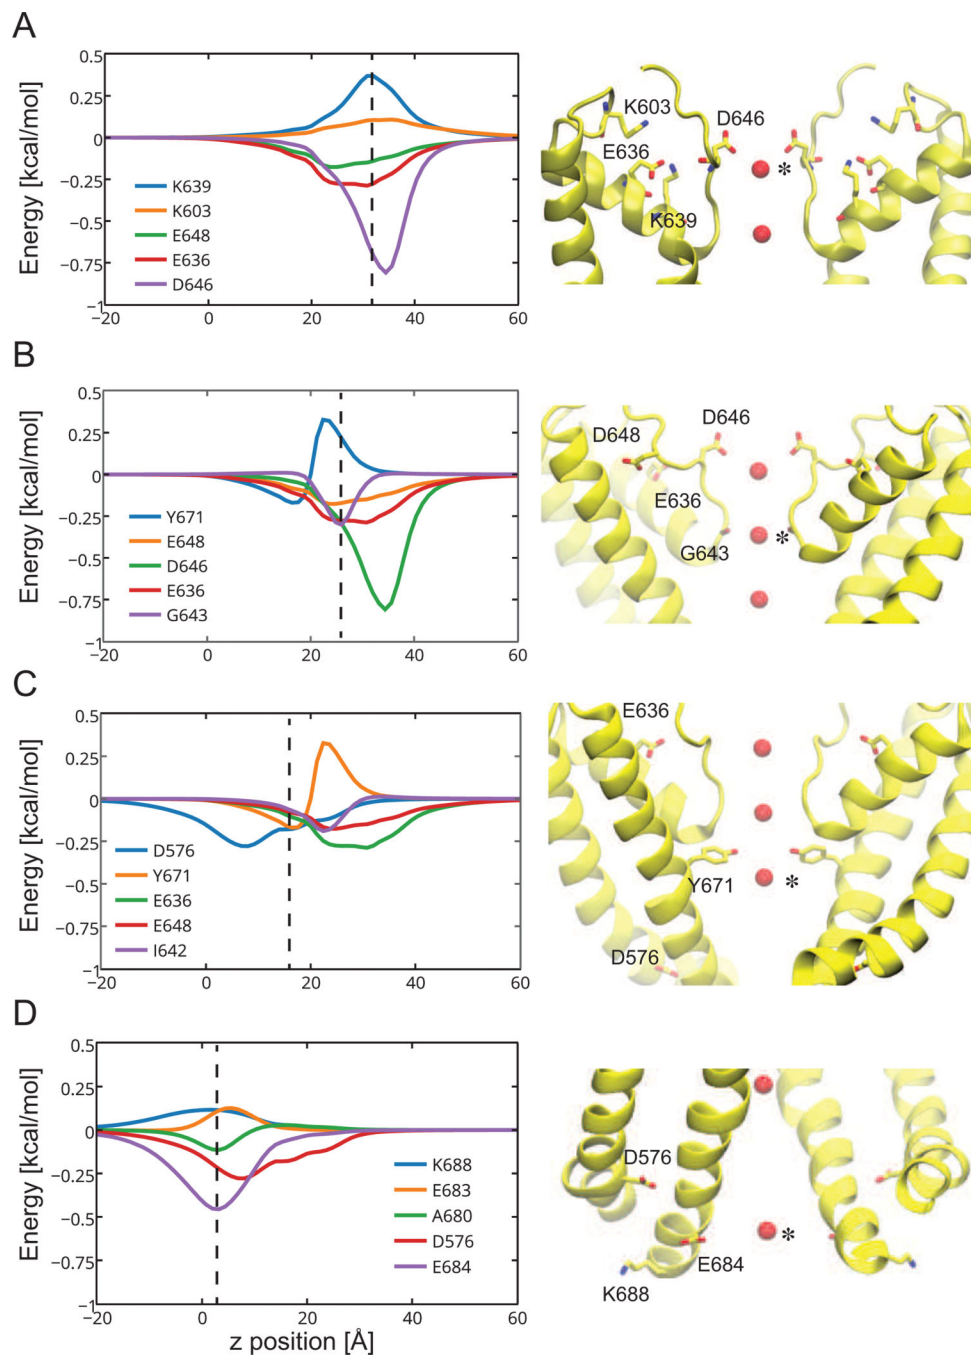 A
Energy [kcal/mol]
0.5
0.25
0
−0.25
−0.5
−0.75
−1
K639
K603
E648
E636
D646
−20 0 20 40 60
K603
D646
E636
*
K639
B
Energy [kcal/mol]
0.5
0.25
0
−0.25
−0.5
−0.75
−1
Y671
E648
D646
E636
G643
−20 0 20 40 60
D648
D646
E636
G643
*
C
Energy [kcal/mol]
0.5
0.25
0
−0.25
−0.5
−0.75
−1
D576
Y671
E636
E648
I642
−20 0 20 40 60
E636
Y671
*
D576
D
Energy [kcal/mol]
0.5
0.25
0
−0.25
−0.5
−0.75
−1
K688
E683
A680
D576
E684
−20 0 20 40 60
z position [Å]
D576
*
E684
K688